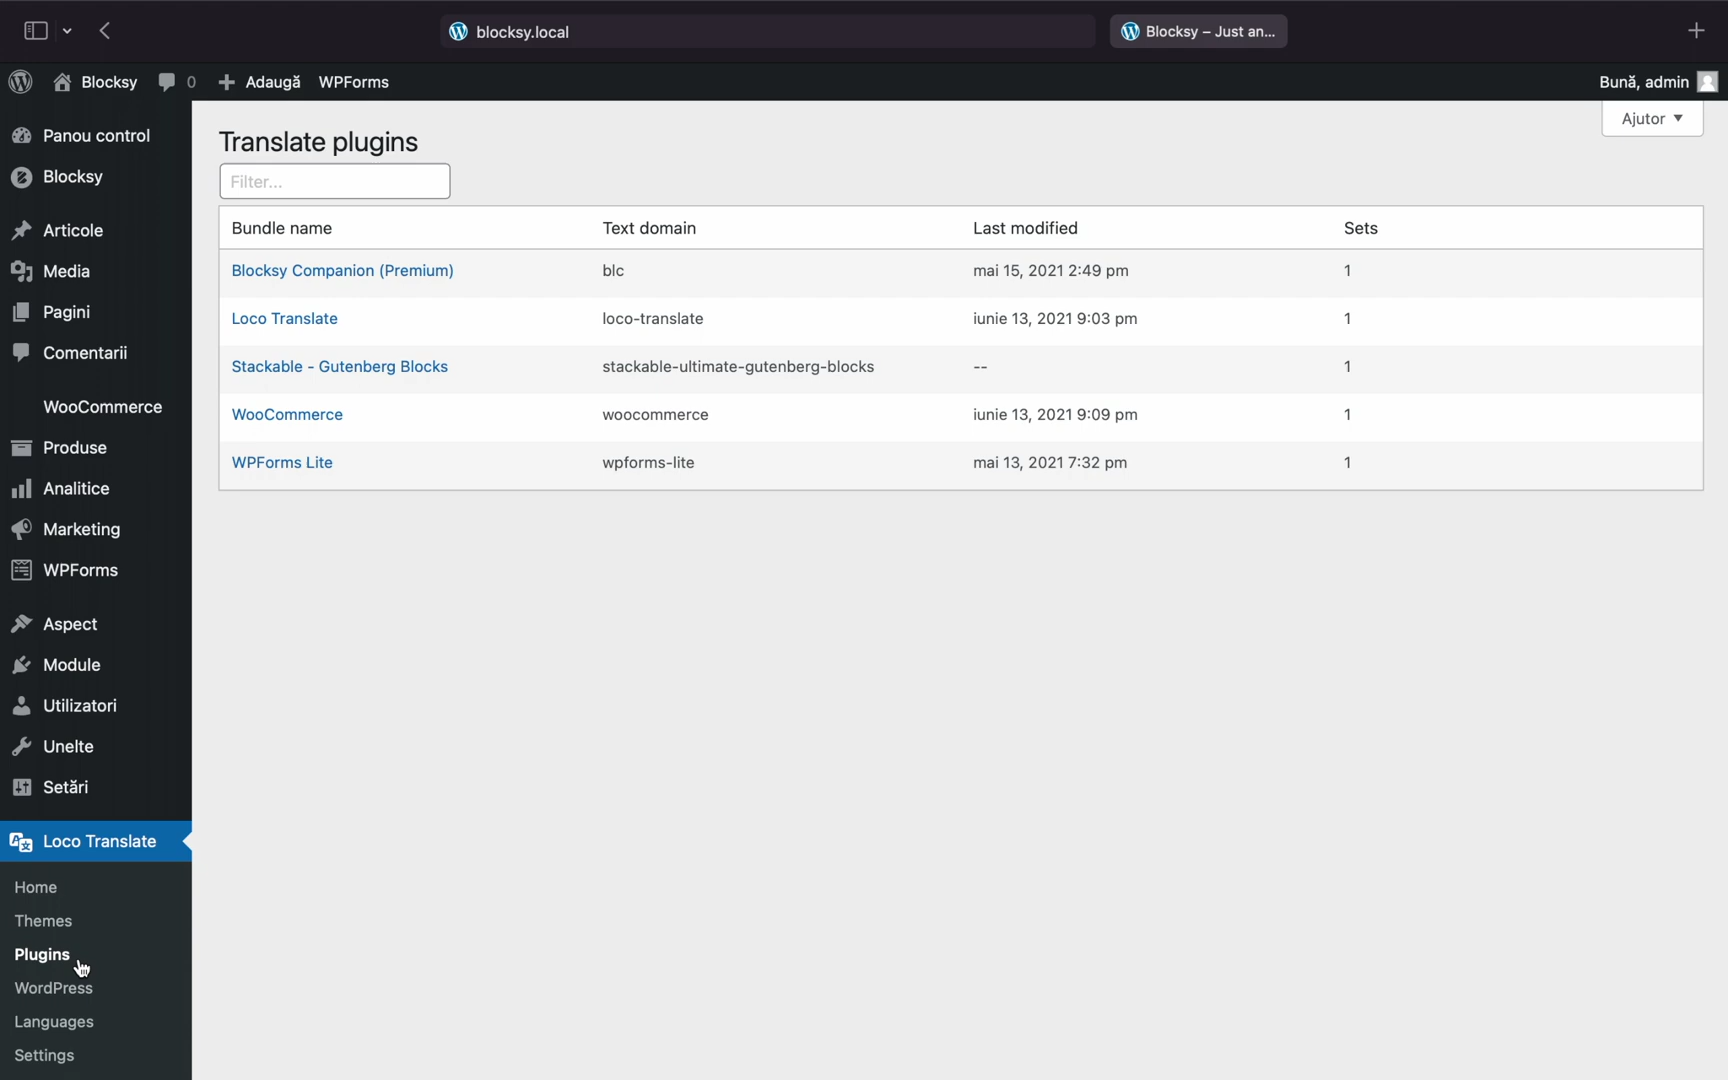 blocksy.local
Blocksy – Just an...
Blocksy 0 Adaugă WPForms Bună, admin
Ajutor
Panou control
Blocksy
Articole
Media
Pagini
Comentarii
WooCommerce
Produse
Analitice
Marketing
WPForms
Aspect
Module
Utilizatori
Unelte
Setări
Loco Translate
Home
Themes
Plugins
WordPress
Languages
Settings
Translate plugins
Filter...
Bundle name Text domain Last modified Sets
Blocksy Companion (Premium) blc mai 15, 2021 2:49 pm 1
Loco Translate loco-translate iunie 13, 2021 9:03 pm 1
Stackable - Gutenberg Blocks stackable-ultimate-gutenberg-blocks -- 1
WooCommerce woocommerce iunie 13, 2021 9:09 pm 1
WPForms Lite wpforms-lite mai 13, 2021 7:32 pm 1